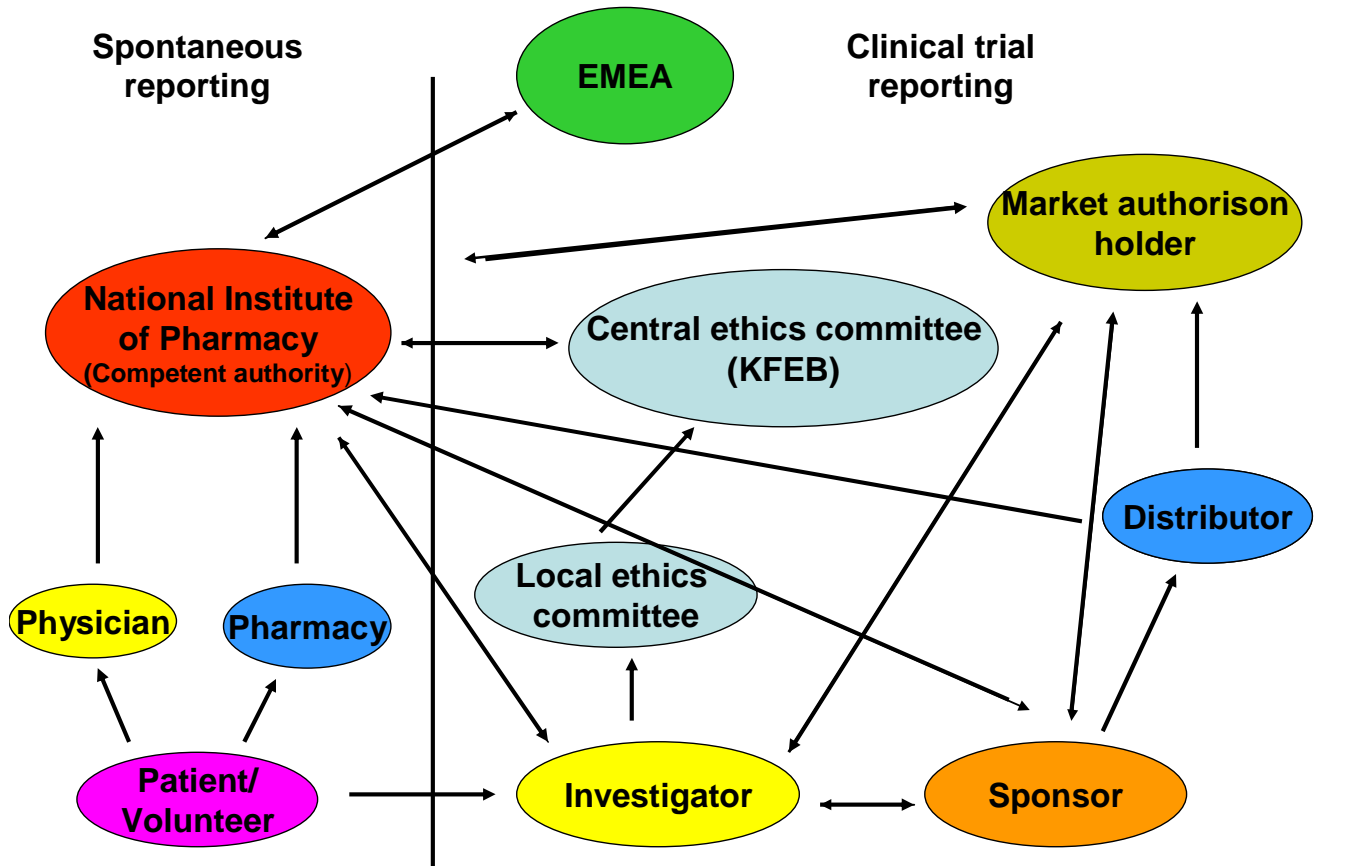 Spontaneous
reporting
EMEA
Clinical trial
reporting
Market authorison
holder
National Institute
of Pharmacy
(Competent authority)
Central ethics committee
(KFEB)
Distributor
Local ethics
committee
Physician
Pharmacy
Patient/
Volunteer
Investigator
Sponsor